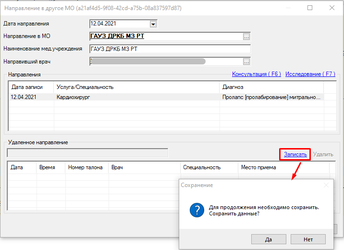 Направление в другое МО (a21ef4d5-9f08-42cd-a75b-08a837597d87)
Дата направления 12.04.2021
Направление в МО ГАУЗ ДРКБ МЗ РТ
Наименование мед.учреждения ГАУЗ ДРКБ МЗ РТ
Направивший врач
Направления Консультация ( F6 ) Исследование ( F7 )
Дата записи Услуга/Специальность Диагноз
12.04.2021 Кардиохирург Пролапс [пролабирование] митрально...
Удаленное направление
Записать Удалить
Дата Время Номер талона Врач Специальность Место приема
Сохранение
Для продолжения необходимо сохранить.
Сохранить данные?
Да Нет